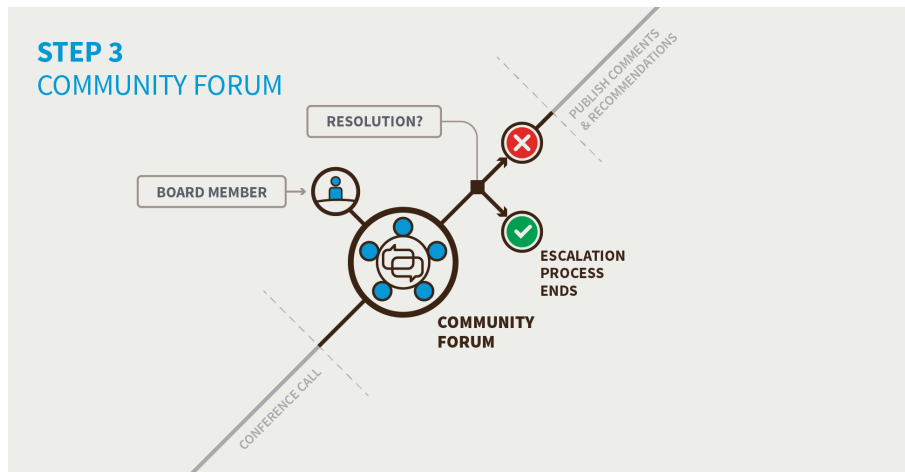 STEP 3
COMMUNITY FORUM
PUBLISH COMMENTS
& RECOMMENDATIONS
RESOLUTION?
BOARD MEMBER
ESCALATION
PROCESS
ENDS
COMMUNITY
FORUM
CONFERENCE CALL